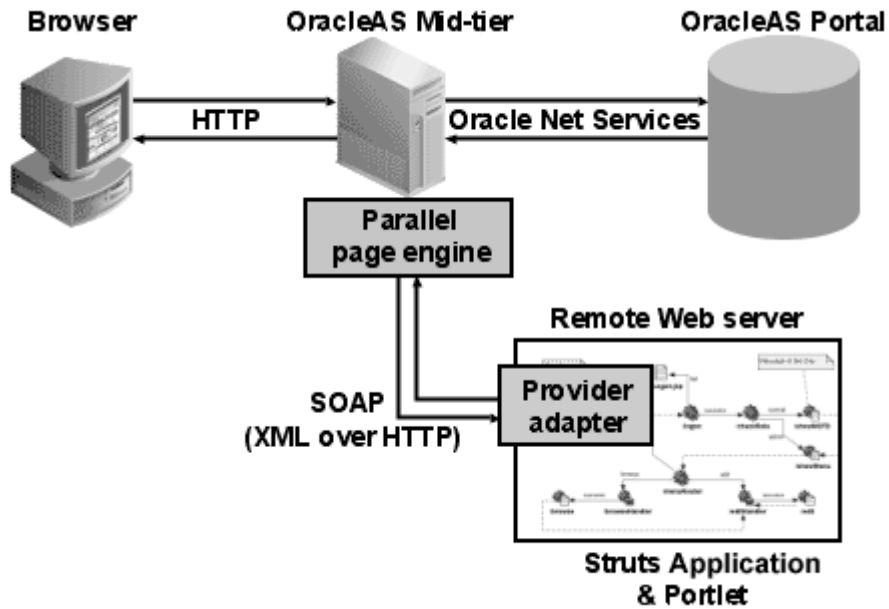 Browser
OracleAS Mid-tier
OracleAS Portal
HTTP
Oracle Net Services
Parallel
page engine
Remote Web server
SOAP
(XML over HTTP)
Provider
adapter
Struts Application
& Portlet